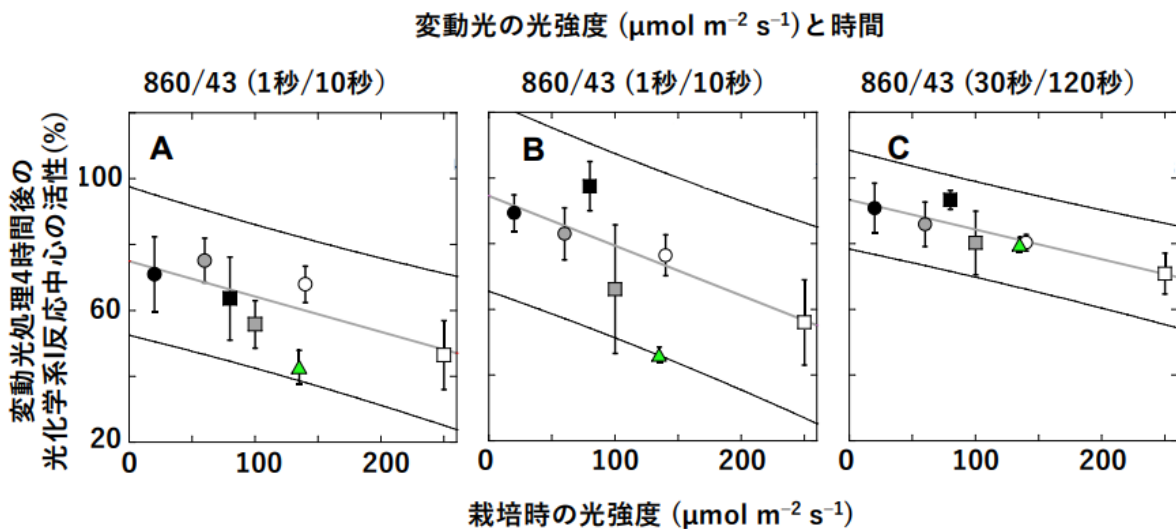 変動光の光強度 (μmol m⁻² s⁻¹)と時間
860/43 (1秒/10秒)
860/43 (1秒/10秒)
860/43 (30秒/120秒)
変動光処理4時間後の
光化学系I反応中心の活性(%)
100
60
20
A
B
C
0
100
200
0
100
200
0
100
200
栽培時の光強度 (μmol m⁻² s⁻¹)